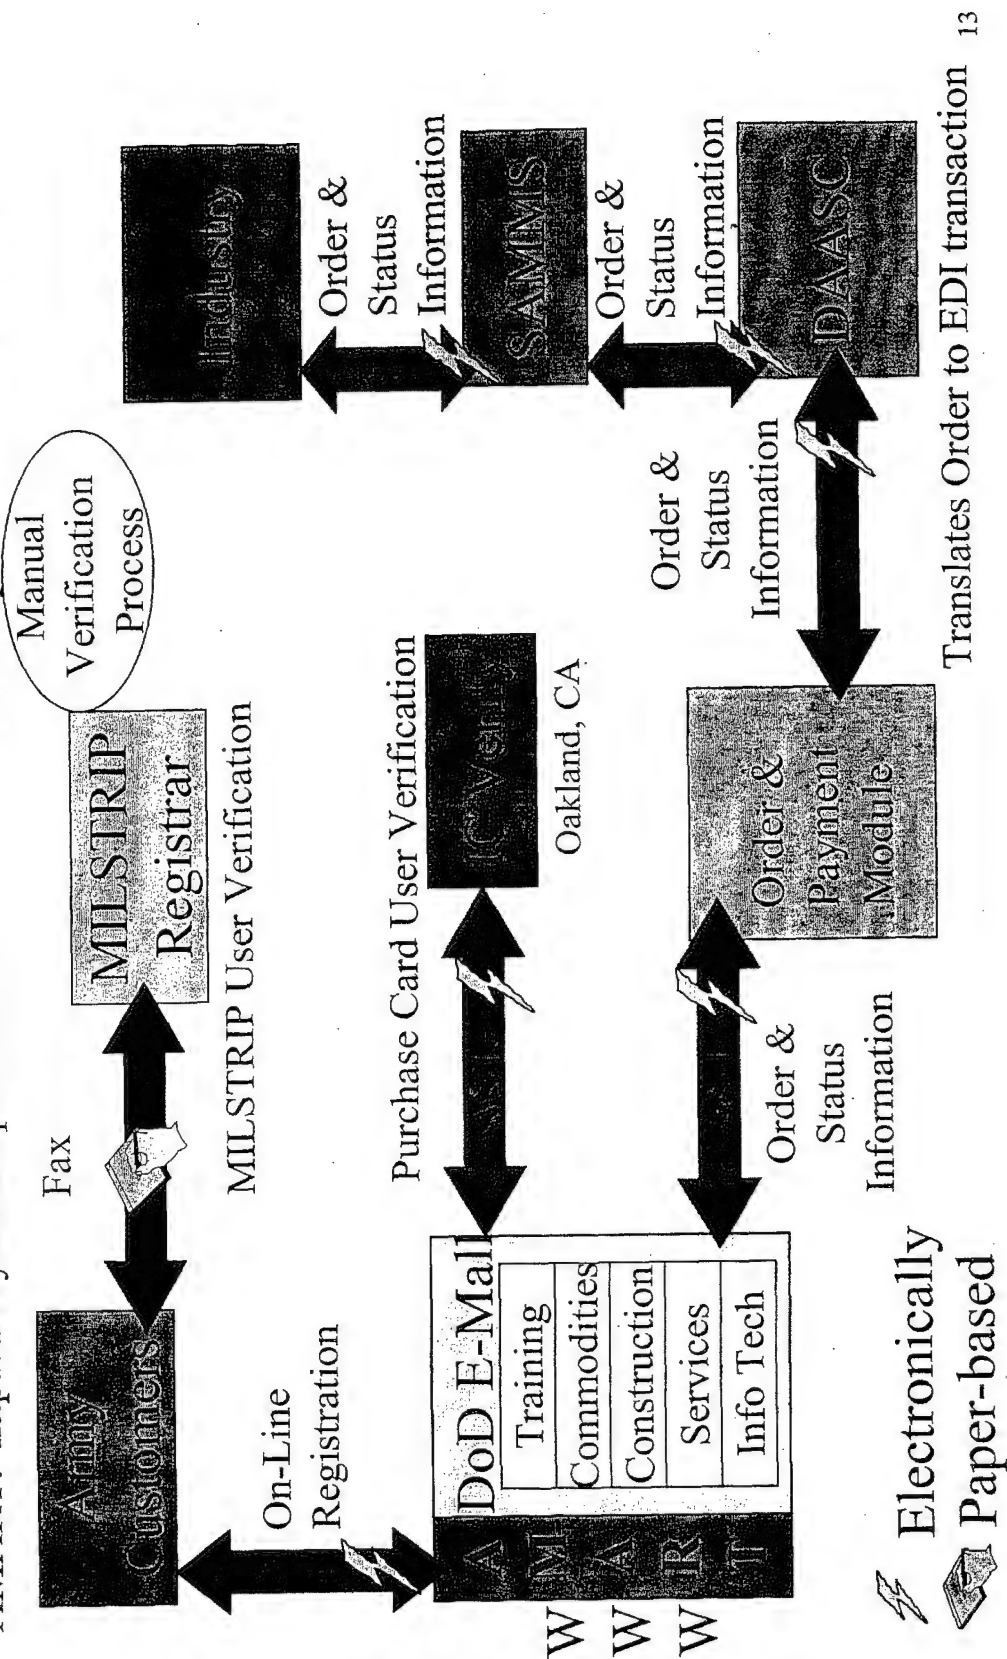 Manual
Verification
Process
Fax
MILSTRIP
Registrar
MILSTRIP User Verification
Army
Customers
Industry
Order &
Status
Information
On-Line
Registration
Purchase Card User Verification
Oakland, CA
SAMMS
Order &
Status
Information
DoD E-Mall
Training
Commodities
Construction
Services
Info Tech
A
M
A
R
T
W
W
W
Order &
Status
Information
Order &
Payment
Module
Order &
Status
Information
DAASC
Translates Order to EDI transaction
Electronically
Paper-based
13